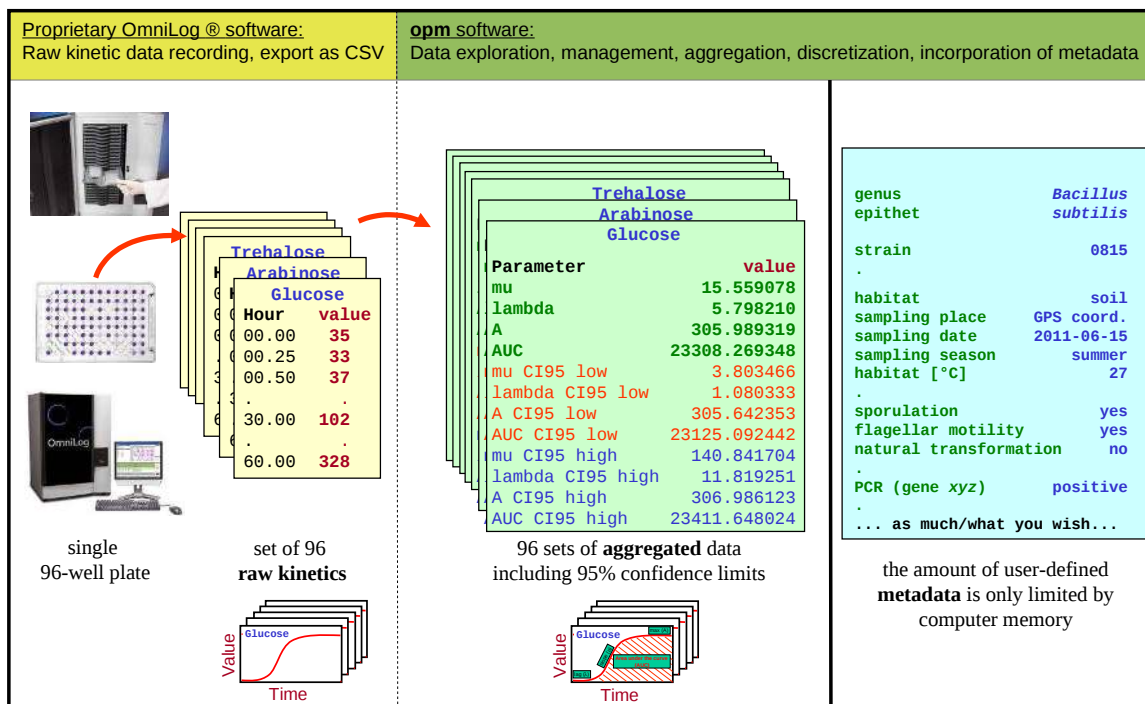 Proprietary OmniLog ® software:
Raw kinetic data recording, export as CSV
opm software:
Data exploration, management, aggregation, discretization, incorporation of metadata
OmniLog
single
96-well plate
Trehalose
Arabinose
Glucose
Hour value
00.00 35
00.25 33
00.50 37
. .
30.00 102
. .
60.00 328
set of 96
raw kinetics
Glucose
Value
Time
Trehalose
Arabinose
Glucose
Parameter value
mu 15.559078
lambda 5.798210
A 305.989319
AUC 23308.269348
mu CI95 low 3.803466
lambda CI95 low 1.080333
A CI95 low 305.642353
AUC CI95 low 23125.092442
mu CI95 high 140.841704
lambda CI95 high 11.819251
A CI95 high 306.986123
AUC CI95 high 23411.648024
96 sets of aggregated data
including 95% confidence limits
Glucose
Value
Time
genus Bacillus
epithet subtilis
strain 0815
.
habitat soil
sampling place GPS coord.
sampling date 2011-06-15
sampling season summer
habitat [°C] 27
.
sporulation yes
flagellar motility yes
natural transformation no
.
PCR (gene xyz) positive
.
... as much/what you wish...
the amount of user-defined
metadata is only limited by
computer memory